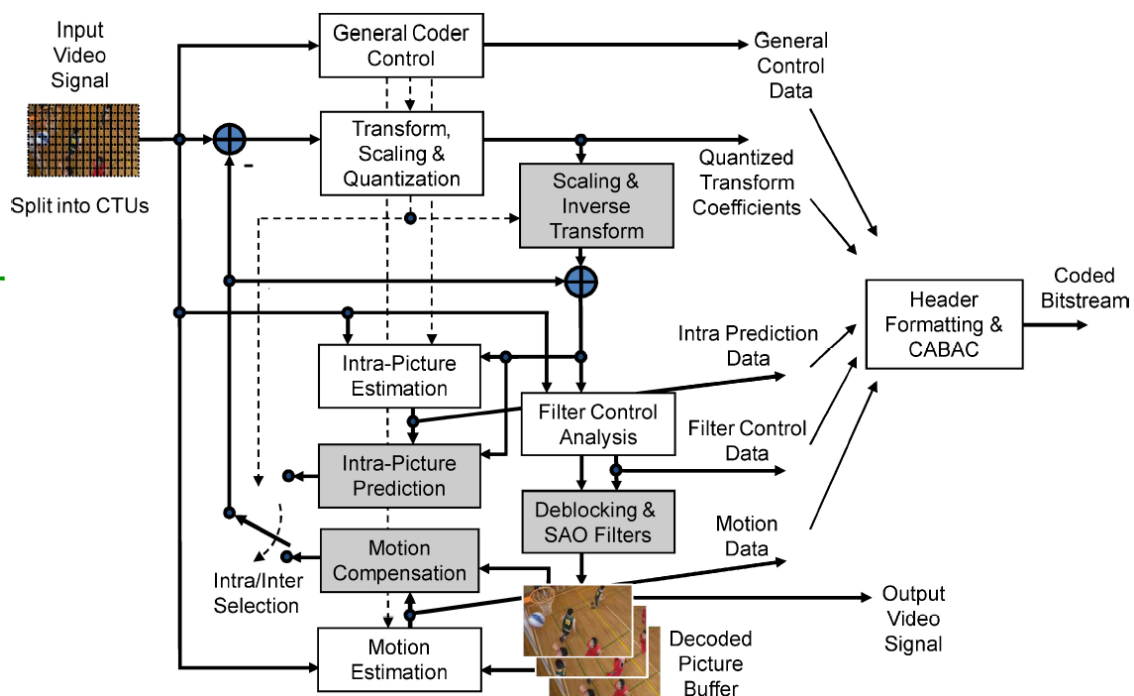 Input
Video
Signal
Split into CTUs
General Coder
Control
General
Control
Data
Transform,
Scaling &
Quantization
-
Quantized
Transform
Coefficients
Scaling &
Inverse
Transform
Header
Formatting &
CABAC
Coded
Bitstream
Intra-Picture
Estimation
Intra Prediction
Data
Filter Control
Analysis
Filter Control
Data
Intra-Picture
Prediction
Deblocking &
SAO Filters
Motion
Data
Motion
Compensation
Intra/Inter
Selection
Output
Video
Signal
Motion
Estimation
Decoded
Picture
Buffer